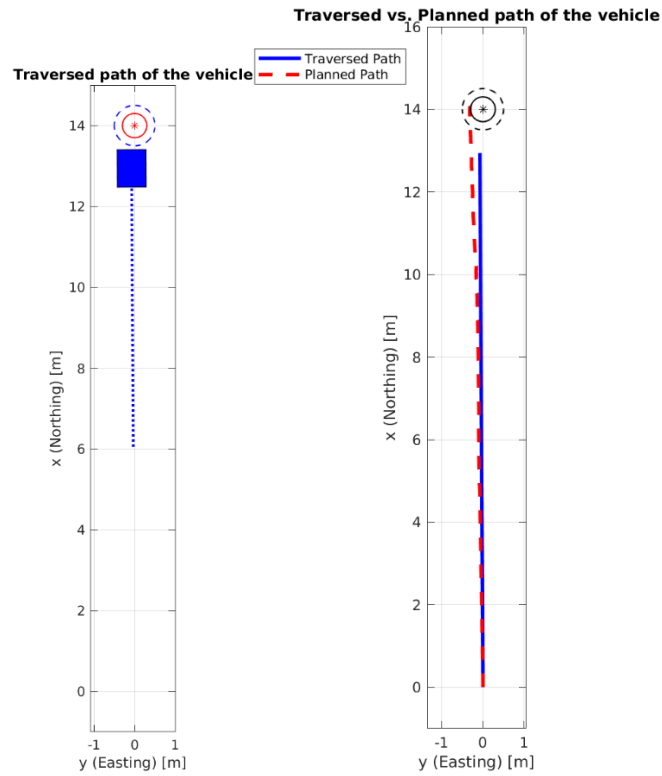 Traversed path of the vehicle
14
12
10
8
6
4
2
0
-1 0 1
y (Easting) [m]
x (Northing) [m]
Traversed Path
Planned Path
Traversed vs. Planned path of the vehicle
16
14
12
10
8
6
4
2
0
-1 0 1
y (Easting) [m]
x (Northing) [m]